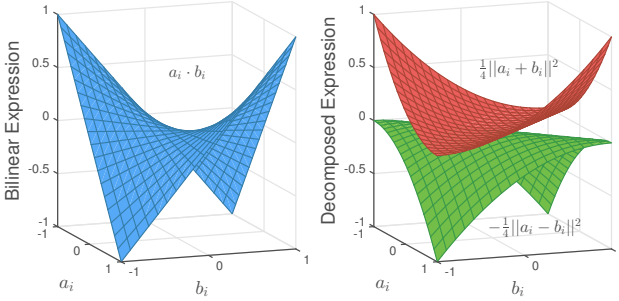 Bilinear Expression
1
0.5
0
-0.5
-1
-1
0
1
-1
0
1
a_i
b_i
a_i · b_i
Decomposed Expression
1
0.5
0
-0.5
-1
-1
0
1
-1
0
a_i
b_i
1/4||a_i + b_i||^2
-1/4||a_i - b_i||^2